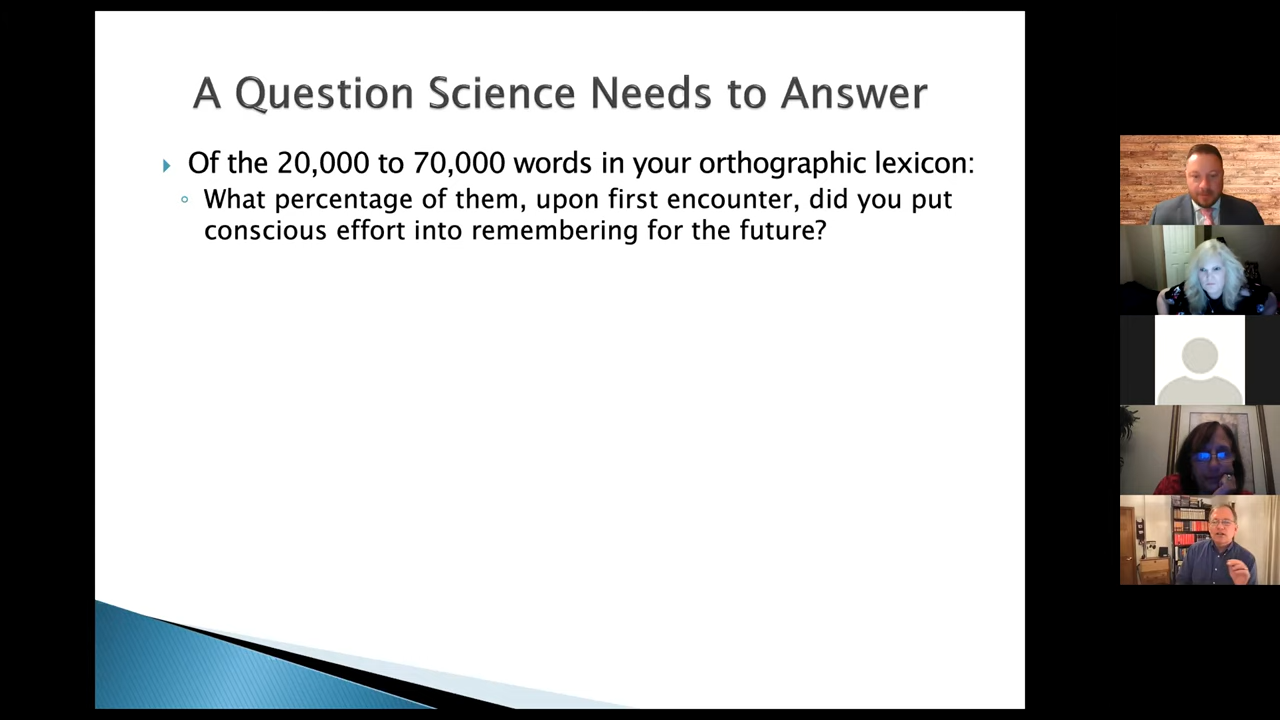 A Question Science Needs to Answer
Of the 20,000 to 70,000 words in your orthographic lexicon:
What percentage of them, upon first encounter, did you put
conscious effort into remembering for the future?